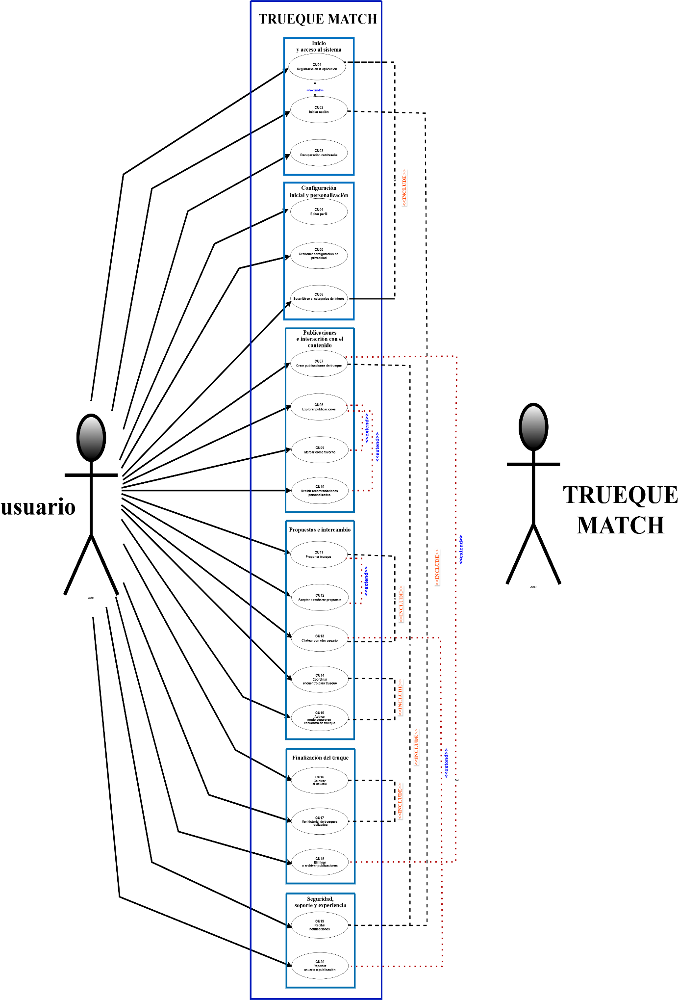 TRUEQUE MATCH
Inicio
y acceso al sistema
CU01
Registrarse en la aplicación
<<extend>>
CU02
Iniciar sesión
CU03
Recuperación contraseña
<<INCLUDE>>
Configuración
inicial y personalización
CU04
Editar perfil
CU05
Gestionar configuración de
privacidad
CU06
Suscribirse a categorias de interés
Publicaciones
e interacción con el
contenido
CU07
Crear publicaciones de trueque
CU08
Explorar publicaciones
<<extend>>
<<extend>>
CU09
Marcar como favorito
CU10
Recibir recomendaciones
personalizadas
usuario
Actor
TRUEQUE
MATCH
Actor
Propuestas e intercambio
CU11
Proponer trueque
<<extend>>
<<INCLUDE>>
<<INCLUDE>>
<<extend>>
CU12
Aceptar o rechazar propuesta
CU13
Chatear con otro usuario
CU14
Coordinar
encuentro para trueque
<<INCLUDE>>
CU15
Activar
modo seguro en
encuentro de trueque
<<INCLUDE>>
<<extend>>
Finalización del truque
CU16
Calificar
al usuario
Text
<<INCLUDE>>
CU17
Ver historial de trueques
realizados
CU18
Eliminar
o archivar publicaciones
Seguridad,
soporte y experiencia
CU19
Recibir
notificaciones
CU20
Reportar
usuario o publicación